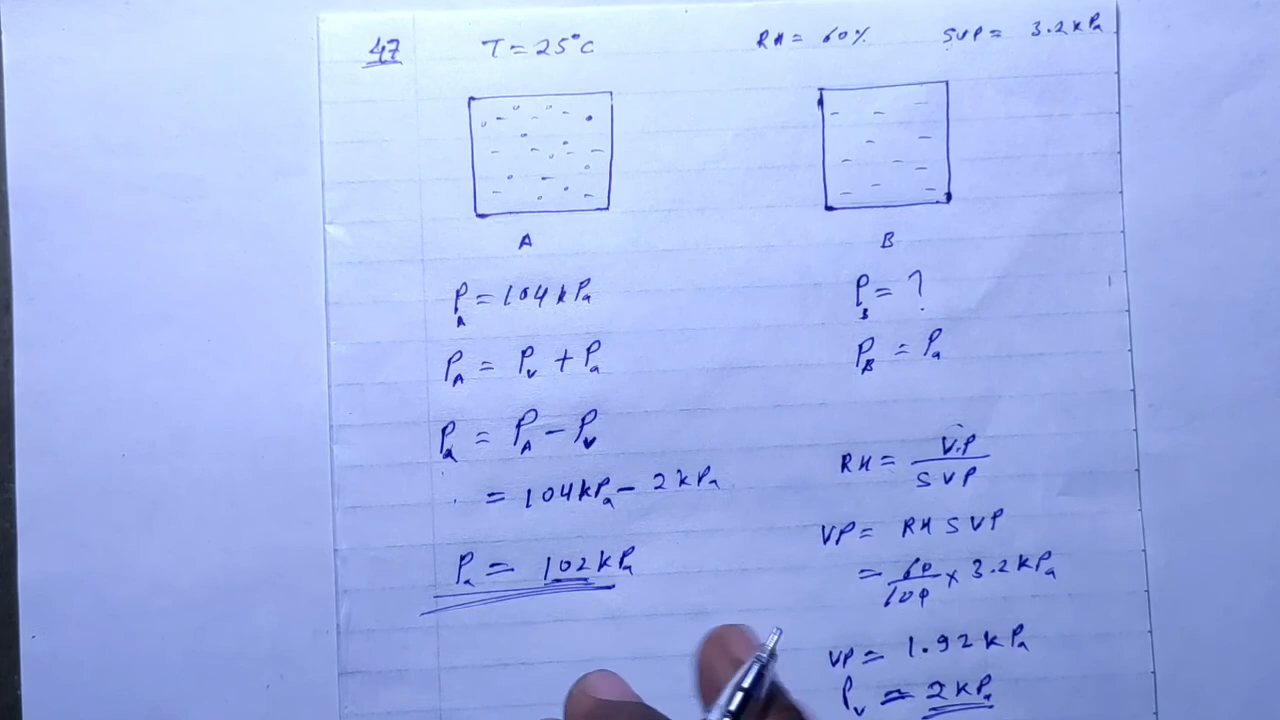 47 T = 25°C RH = 60% SVP = 3.2 kPa
A B
P_A = 104 kPa
P_A = P_v + P_a
P_a = P_A - P_v
= 104 kPa - 2 kPa
P_a = 102 kPa
P_B = ?
P_B = P_a
RH = V.P / SVP
VP = RH SVP
= 60/100 × 3.2 kPa
VP = 1.92 kPa
P_v = 2 kPa